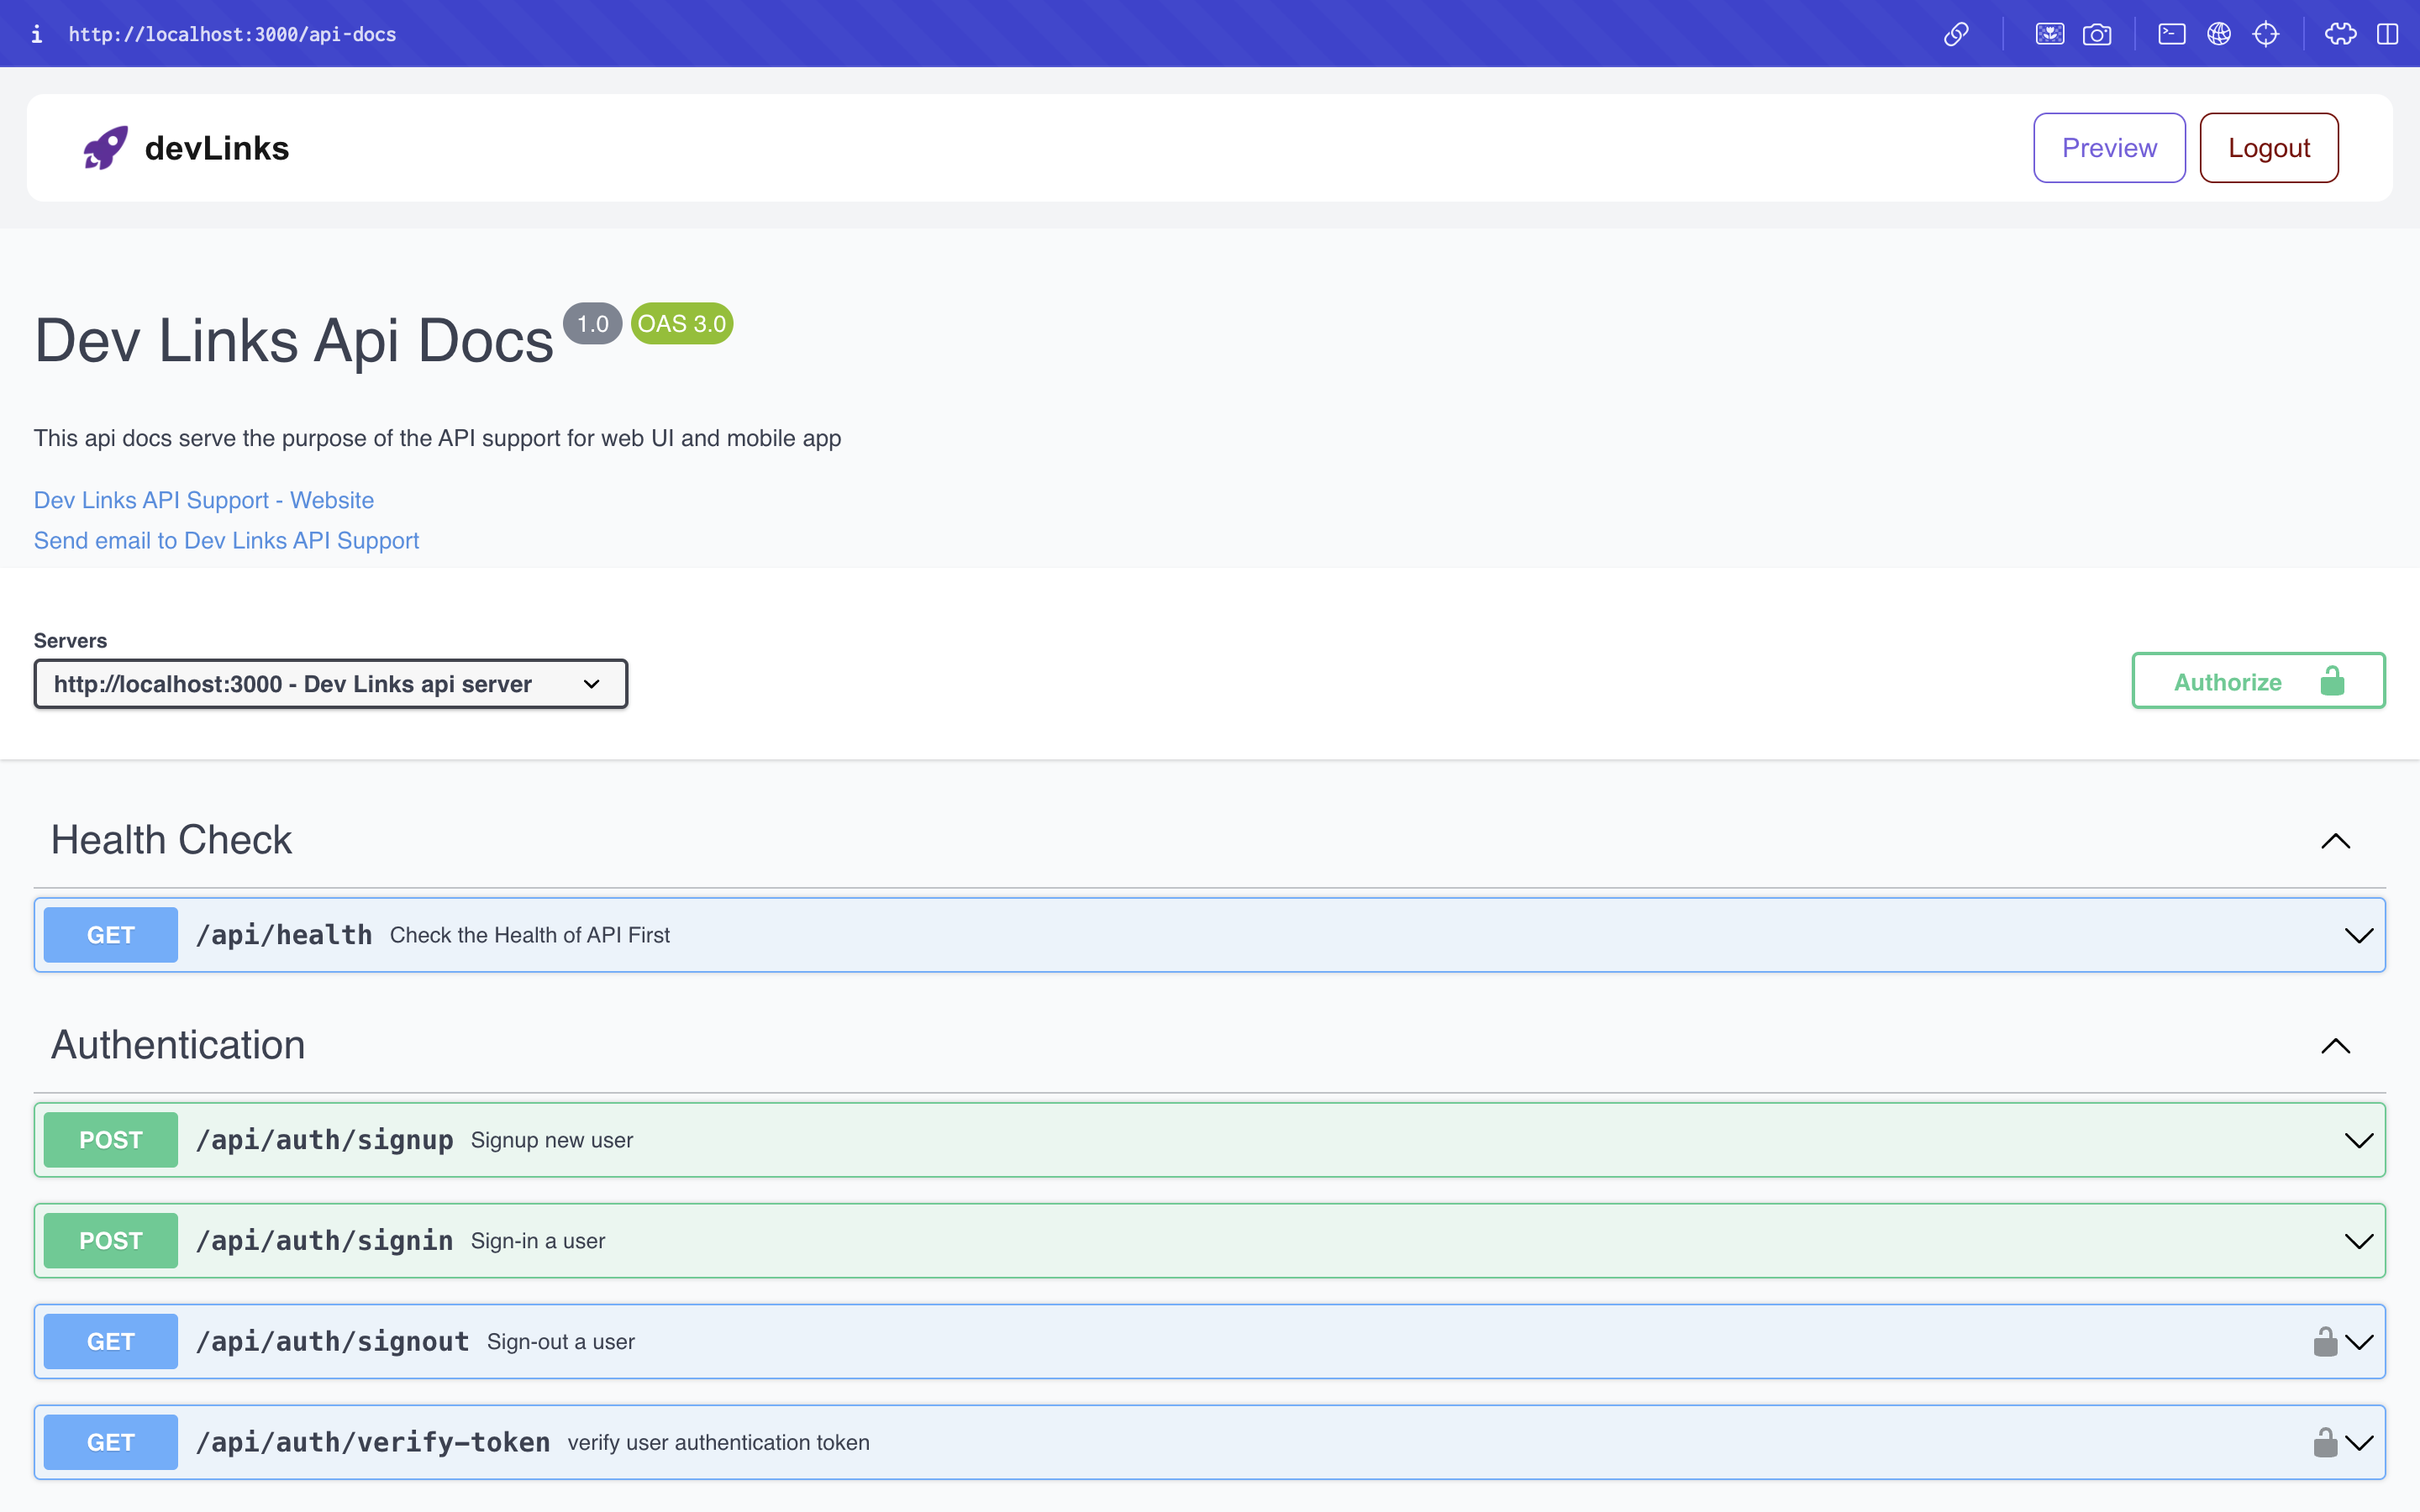 http://localhost:3000/api-docs
devLinks
Preview
Logout
Dev Links Api Docs 1.0 OAS 3.0
This api docs serve the purpose of the API support for web UI and mobile app
Dev Links API Support - Website
Send email to Dev Links API Support
Servers
http://localhost:3000 - Dev Links api server
Authorize
Health Check
GET /api/health Check the Health of API First
Authentication
POST /api/auth/signup Signup new user
POST /api/auth/signin Sign-in a user
GET /api/auth/signout Sign-out a user
GET /api/auth/verify-token verify user authentication token